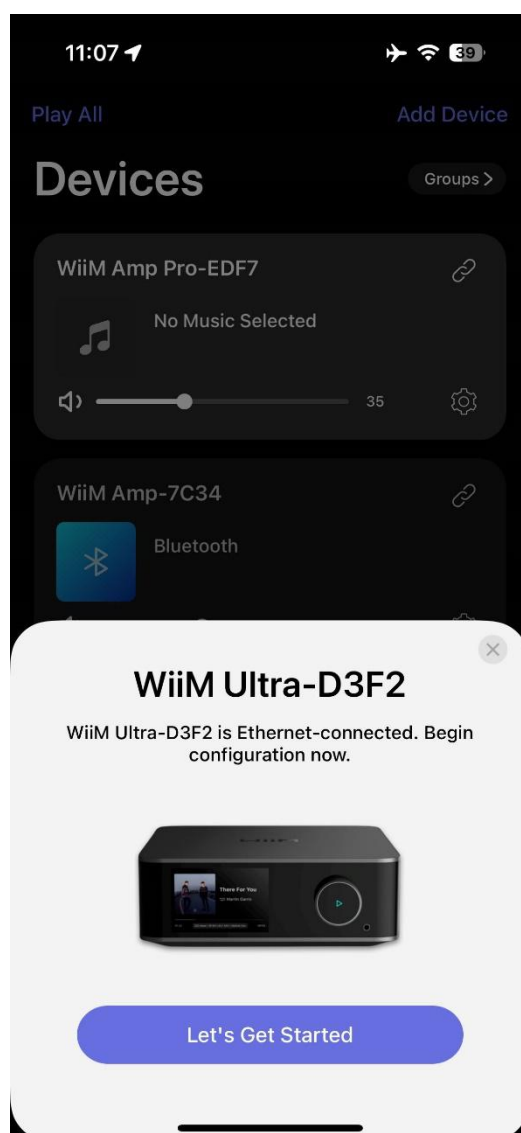 11:07
39
Play All
Add Device
Devices
Groups >
WiiM Amp Pro-EDF7
No Music Selected
35
WiiM Amp-7C34
Bluetooth
WiiM Ultra-D3F2
WiiM Ultra-D3F2 is Ethernet-connected. Begin
configuration now.
WiiM
There For You
Let's Get Started